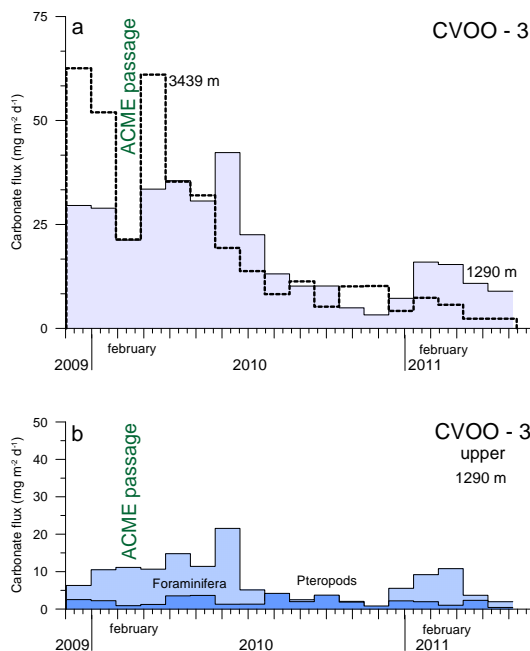 a
CVOO - 3
75
50
25
0
Carbonate flux (mg m⁻² d⁻¹)
ACME passage
3439 m
1290 m
february
february
2009
2010
2011
b
CVOO - 3
upper
1290 m
50
40
30
20
10
0
Carbonate flux (mg m⁻² d⁻¹)
ACME passage
Foraminifera
Pteropods
february
february
2009
2010
2011